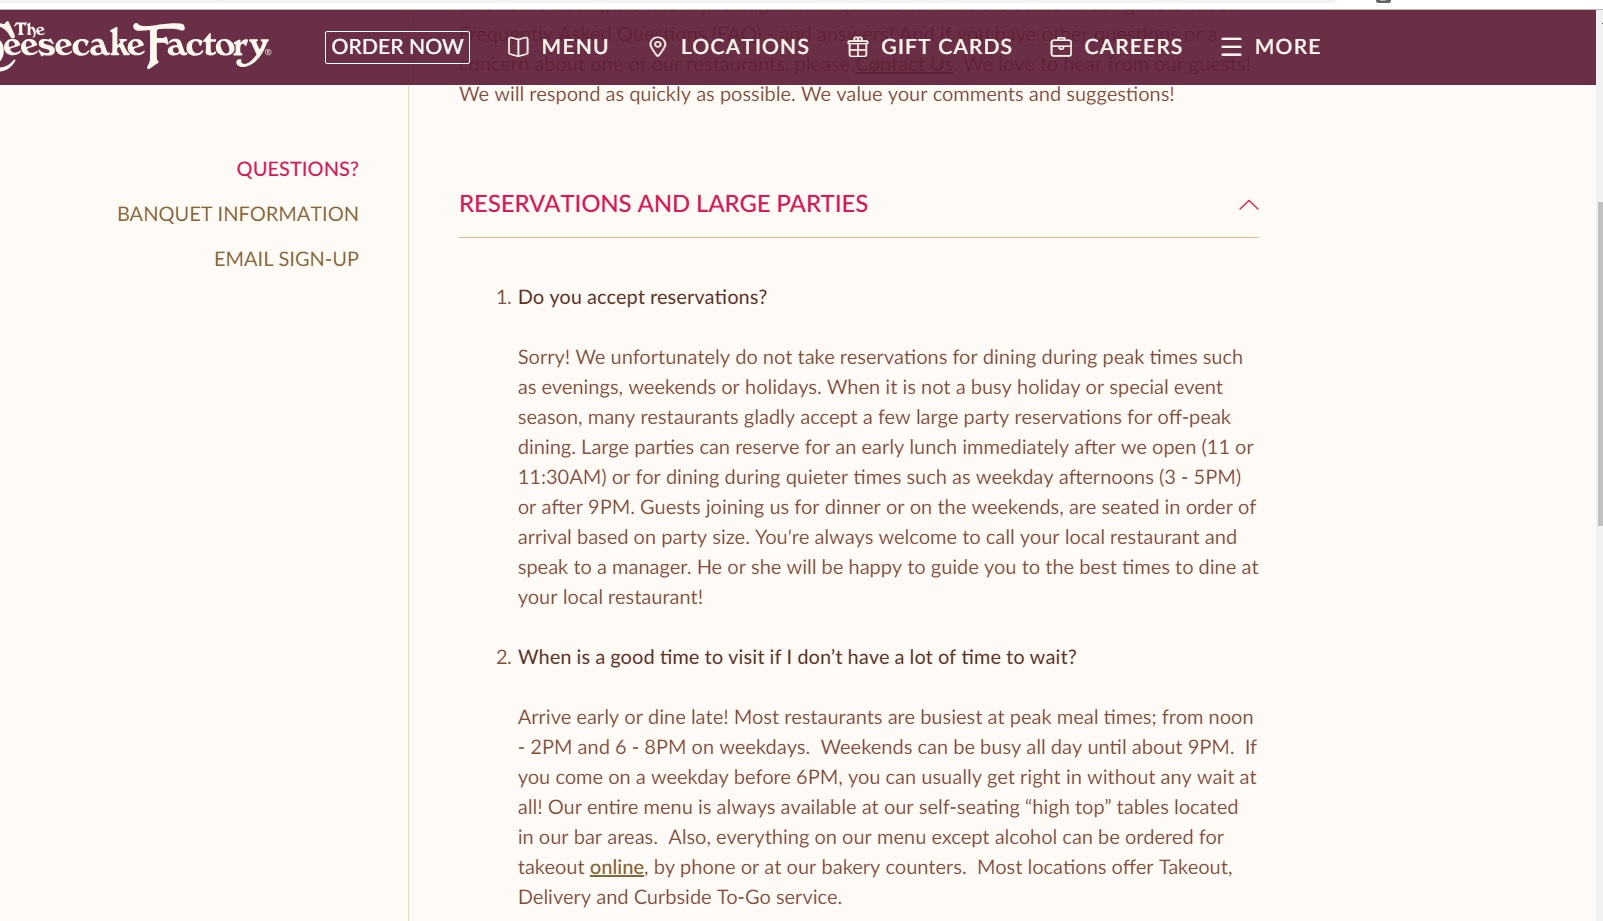 The
Cheesecake Factory®
ORDER NOW MENU LOCATIONS GIFT CARDS CAREERS MORE
Frequently Asked Questions (FAQ) - and answers! And if you have other questions or a
concern about one of our restaurants, please Contact Us. We love to hear from our guests!
We will respond as quickly as possible. We value your comments and suggestions!
QUESTIONS?
BANQUET INFORMATION
EMAIL SIGN-UP
RESERVATIONS AND LARGE PARTIES
1. Do you accept reservations?
Sorry! We unfortunately do not take reservations for dining during peak times such
as evenings, weekends or holidays. When it is not a busy holiday or special event
season, many restaurants gladly accept a few large party reservations for off-peak
dining. Large parties can reserve for an early lunch immediately after we open (11 or
11:30AM) or for dining during quieter times such as weekday afternoons (3 - 5PM)
or after 9PM. Guests joining us for dinner or on the weekends, are seated in order of
arrival based on party size. You're always welcome to call your local restaurant and
speak to a manager. He or she will be happy to guide you to the best times to dine at
your local restaurant!
2. When is a good time to visit if I don’t have a lot of time to wait?
Arrive early or dine late! Most restaurants are busiest at peak meal times; from noon
- 2PM and 6 - 8PM on weekdays.  Weekends can be busy all day until about 9PM.  If
you come on a weekday before 6PM, you can usually get right in without any wait at
all! Our entire menu is always available at our self-seating “high top” tables located
in our bar areas.  Also, everything on our menu except alcohol can be ordered for
takeout online, by phone or at our bakery counters.  Most locations offer Takeout,
Delivery and Curbside To-Go service.